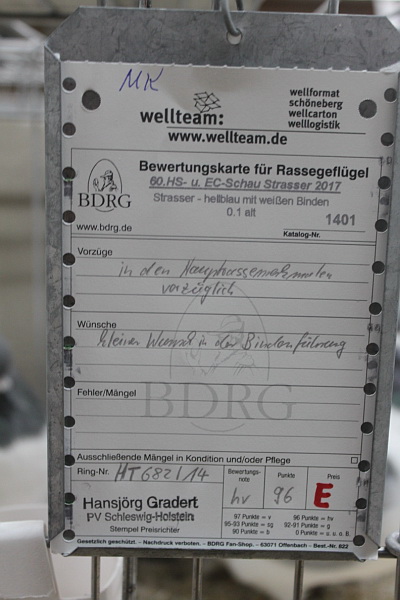 MK
wellteam:
wellformat
schöneberg
wellcarton
welllogistik
www.wellteam.de
BDRG
www.bdrg.de
Bewertungskarte für Rassegeflügel
60.HS- u. EC-Schau Strasser 2017
Strasser - hellblau mit weißen Binden
0.1 alt
1401
Katalog-Nr.
Vorzüge
in den Hauptrassemerkmalen
vorzüglich
Wünsche
kleiner Wunsch in der Bindenführung
Fehler/Mängel
BDRG
Ausschließende Mängel in Kondition und/oder Pflege
Ring-Nr. HT 682/14
Bewertungs-
note
hv
Punkte
96
Preis
E
Hansjörg Gradert
PV Schleswig-Holstein
Stempel Preisrichter
97 Punkte = v
96 Punkte = hv
95-93 Punkte = sg
92-91 Punkte = g
90 Punkte = b
0 Punkte = u. o. B.
Gesetzlich geschützt. - Nachdruck verboten. - BDRG Fan-Shop, - 63071 Offenbach - Best.-Nr. 822